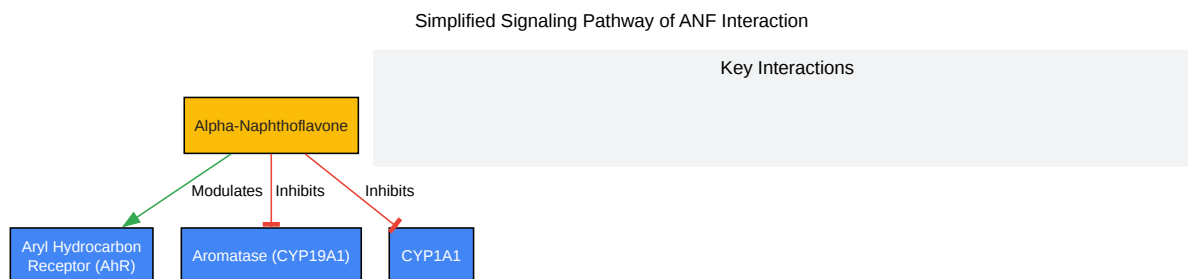 Simplified Signaling Pathway of ANF Interaction
Key Interactions
Alpha-Naphthoflavone
Modulates
Inhibits
Inhibits
Aryl Hydrocarbon
Receptor (AhR)
Aromatase (CYP19A1)
CYP1A1